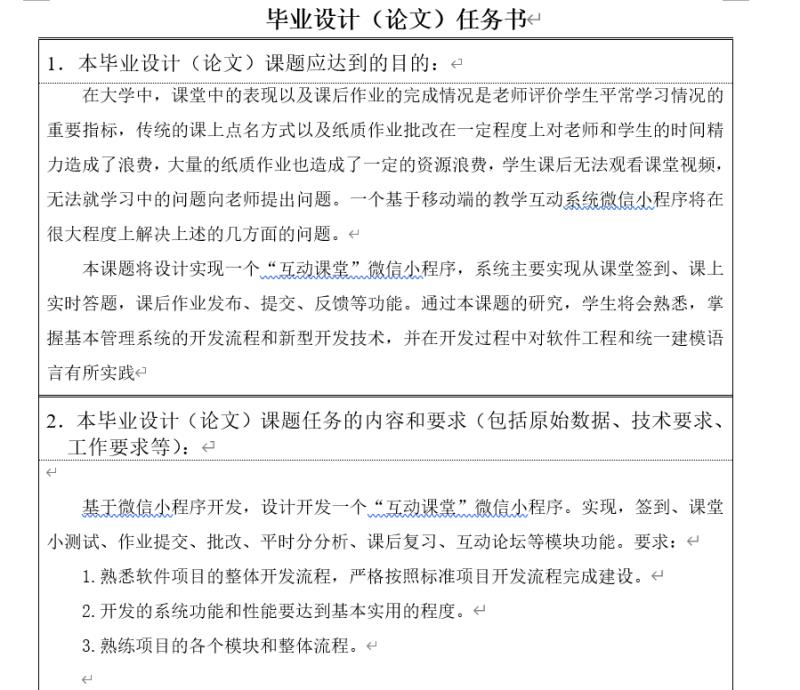 毕业设计（论文）任务书↵
1．本毕业设计（论文）课题应达到的目的：↵
在大学中，课堂中的表现以及课后作业的完成情况是老师评价学生平常学习情况的
重要指标，传统的课上点名方式以及纸质作业批改在一定程度上对老师和学生的时间精
力造成了浪费，大量的纸质作业也造成了一定的资源浪费，学生课后无法观看课堂视频，
无法就学习中的问题向老师提出问题。一个基于移动端的教学互动系统微信小程序将在
很大程度上解决上述的几方面的问题。↵
本课题将设计实现一个“互动课堂”微信小程序，系统主要实现从课堂签到、课上
实时答题，课后作业发布、提交、反馈等功能。通过本课题的研究，学生将会熟悉，掌
握基本管理系统的开发流程和新型开发技术，并在开发过程中对软件工程和统一建模语
言有所实践↵
2．本毕业设计（论文）课题任务的内容和要求（包括原始数据、技术要求、
工作要求等）：↵
↵
基于微信小程序开发，设计开发一个“互动课堂”微信小程序。实现，签到、课堂
小测试、作业提交、批改、平时分分析、课后复习、互动论坛等模块功能。要求：↵
1.熟悉软件项目的整体开发流程，严格按照标准项目开发流程完成建设。↵
2.开发的系统功能和性能要达到基本实用的程度。↵
3.熟练项目的各个模块和整体流程。↵
↵